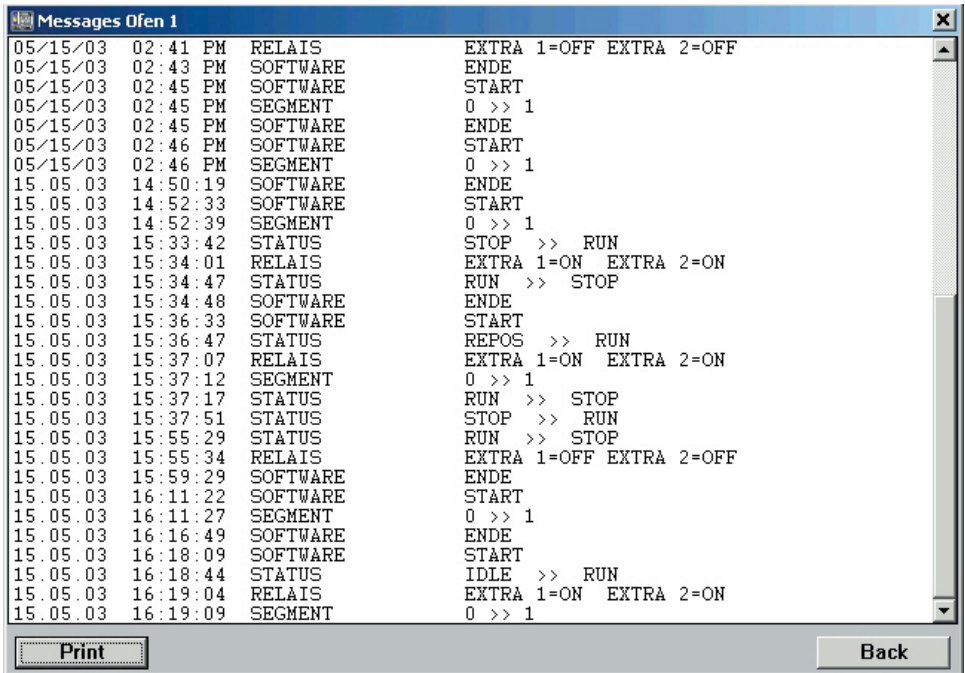 Messages Ofen 1
05/15/03 02:41 PM RELAIS EXTRA 1=OFF EXTRA 2=OFF
05/15/03 02:43 PM SOFTWARE ENDE
05/15/03 02:45 PM SOFTWARE START
05/15/03 02:45 PM SEGMENT 0 >> 1
05/15/03 02:45 PM SOFTWARE ENDE
05/15/03 02:46 PM SOFTWARE START
05/15/03 02:46 PM SEGMENT 0 >> 1
15.05.03 14:50:19 SOFTWARE ENDE
15.05.03 14:52:33 SOFTWARE START
15.05.03 14:52:39 SEGMENT 0 >> 1
15.05.03 15:33:42 STATUS STOP >> RUN
15.05.03 15:34:01 RELAIS EXTRA 1=ON EXTRA 2=ON
15.05.03 15:34:47 STATUS RUN >> STOP
15.05.03 15:34:48 SOFTWARE ENDE
15.05.03 15:36:33 SOFTWARE START
15.05.03 15:36:47 STATUS REPOS >> RUN
15.05.03 15:37:07 RELAIS EXTRA 1=ON EXTRA 2=ON
15.05.03 15:37:12 SEGMENT 0 >> 1
15.05.03 15:37:17 STATUS RUN >> STOP
15.05.03 15:37:51 STATUS STOP >> RUN
15.05.03 15:55:29 STATUS RUN >> STOP
15.05.03 15:55:34 RELAIS EXTRA 1=OFF EXTRA 2=OFF
15.05.03 15:59:29 SOFTWARE ENDE
15.05.03 16:11:22 SOFTWARE START
15.05.03 16:11:27 SEGMENT 0 >> 1
15.05.03 16:16:49 SOFTWARE ENDE
15.05.03 16:18:09 SOFTWARE START
15.05.03 16:18:44 STATUS IDLE >> RUN
15.05.03 16:19:04 RELAIS EXTRA 1=ON EXTRA 2=ON
15.05.03 16:19:09 SEGMENT 0 >> 1
Print Back